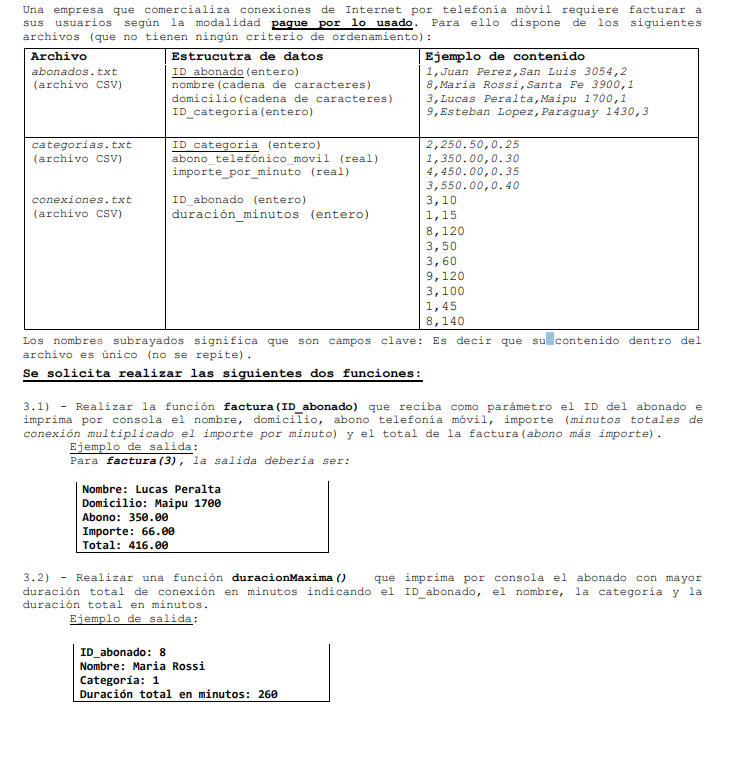 Una empresa que comercializa conexiones de Internet por telefonía móvil requiere facturar a
sus usuarios según la modalidad pague por lo usado. Para ello dispone de los siguientes
archivos (que no tienen ningún criterio de ordenamiento):
Archivo Estrucutra de datos Ejemplo de contenido
abonados.txt ID_abonado(entero) 1,Juan Perez,San Luis 3054,2
(archivo CSV) nombre(cadena de caracteres) 8,Maria Rossi,Santa Fe 3900,1
domicilio(cadena de caracteres) 3,Lucas Peralta,Maipu 1700,1
ID_categoria(entero) 9,Esteban Lopez,Paraguay 1430,3
categorias.txt ID_categoria (entero) 2,250.50,0.25
(archivo CSV) abono_telefónico_movil (real) 1,350.00,0.30
importe_por_minuto (real) 4,450.00,0.35
3,550.00,0.40
conexiones.txt ID_abonado (entero) 3,10
(archivo CSV) duración_minutos (entero) 1,15
8,120
3,50
3,60
9,120
3,100
1,45
8,140
Los nombres subrayados significa que son campos clave: Es decir que su contenido dentro del
archivo es único (no se repite).
Se solicita realizar las siguientes dos funciones:
3.1) - Realizar la función factura(ID_abonado) que reciba como parámetro el ID del abonado e
imprima por consola el nombre, domicilio, abono telefonía móvil, importe (minutos totales de
conexión multiplicado el importe por minuto) y el total de la factura(abono más importe).
Ejemplo de salida:
Para factura(3), la salida debería ser:
Nombre: Lucas Peralta
Domicilio: Maipu 1700
Abono: 350.00
Importe: 66.00
Total: 416.00
3.2) - Realizar una función duracionMaxima() que imprima por consola el abonado con mayor
duración total de conexión en minutos indicando el ID_abonado, el nombre, la categoría y la
duración total en minutos.
Ejemplo de salida:
ID_abonado: 8
Nombre: Maria Rossi
Categoría: 1
Duración total en minutos: 260